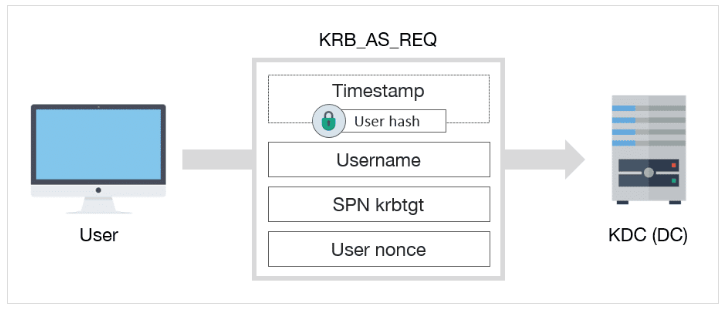 KRB_AS_REQ
Timestamp
User hash
Username
SPN krbtgt
User nonce
User
KDC (DC)